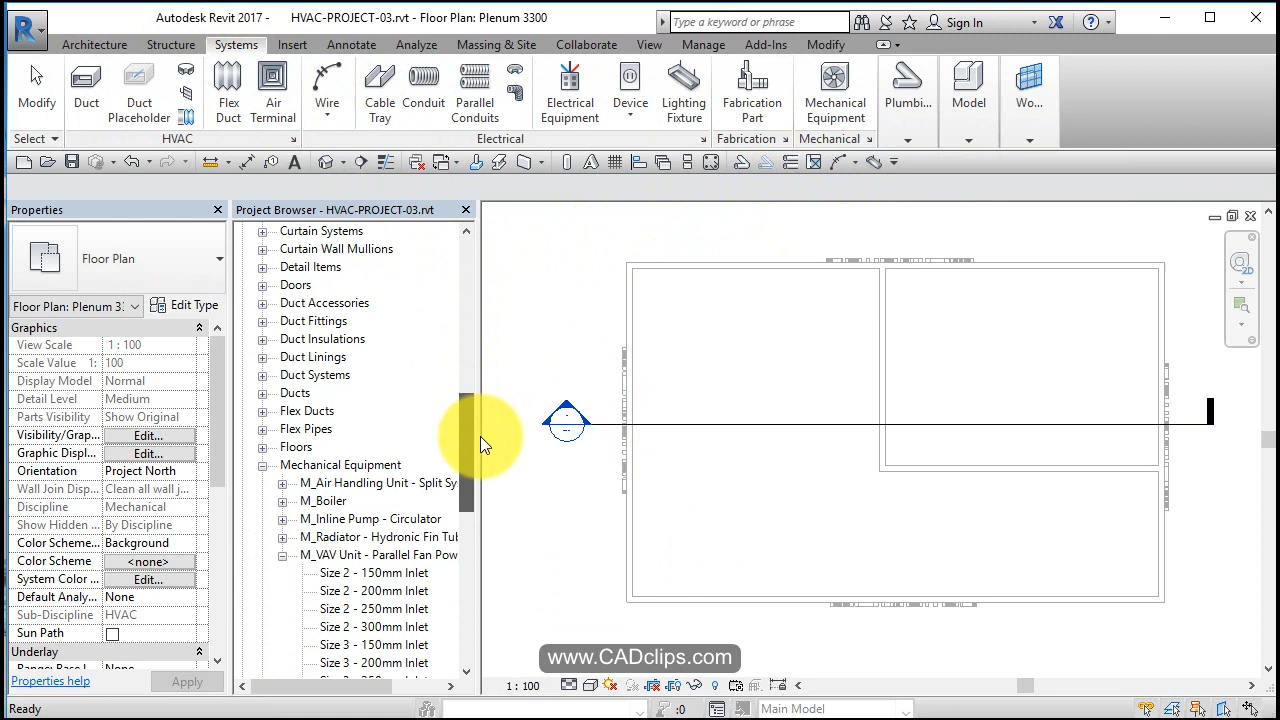 Autodesk Revit 2017 - HVAC-PROJECT-03.rvt - Floor Plan: Plenum 3300
Type a keyword or phrase
Sign In
Architecture Structure Systems Insert Annotate Analyze Massing & Site Collaborate View Manage Add-Ins Modify
Modify
Duct
Duct Placeholder
Flex Duct
Air Terminal
Wire
Cable Tray
Conduit
Parallel Conduits
Electrical Equipment
Device
Lighting Fixture
Fabrication Part
Mechanical Equipment
Plumbi...
Model
Wo...
Select HVAC Electrical Fabrication Mechanical
Properties
Project Browser - HVAC-PROJECT-03.rvt
Floor Plan
Floor Plan: Plenum 33
Edit Type
Graphics
View Scale 1 : 100
Scale Value 1: 100
Display Model Normal
Detail Level Medium
Parts Visibility Show Original
Visibility/Grap... Edit...
Graphic Displ... Edit...
Orientation Project North
Wall Join Disp... Clean all wall j...
Discipline Mechanical
Show Hidden ... By Discipline
Color Scheme... Background
Color Scheme <none>
System Color ... Edit...
Default Analy... None
Sub-Discipline HVAC
Sun Path
Underlay
Properties help
Apply
Curtain Systems
Curtain Wall Mullions
Detail Items
Doors
Duct Accessories
Duct Fittings
Duct Insulations
Duct Linings
Duct Systems
Ducts
Flex Ducts
Flex Pipes
Floors
Mechanical Equipment
M_Air Handling Unit - Split Sy
M_Boiler
M_Inline Pump - Circulator
M_Radiator - Hydronic Fin Tub
M_VAV Unit - Parallel Fan Pow
Size 2 - 150mm Inlet
Size 2 - 200mm Inlet
Size 2 - 250mm Inlet
Size 2 - 300mm Inlet
Size 3 - 150mm Inlet
Size 3 - 200mm Inlet
2D
www.CADclips.com
1 : 100
Ready
:0
Main Model